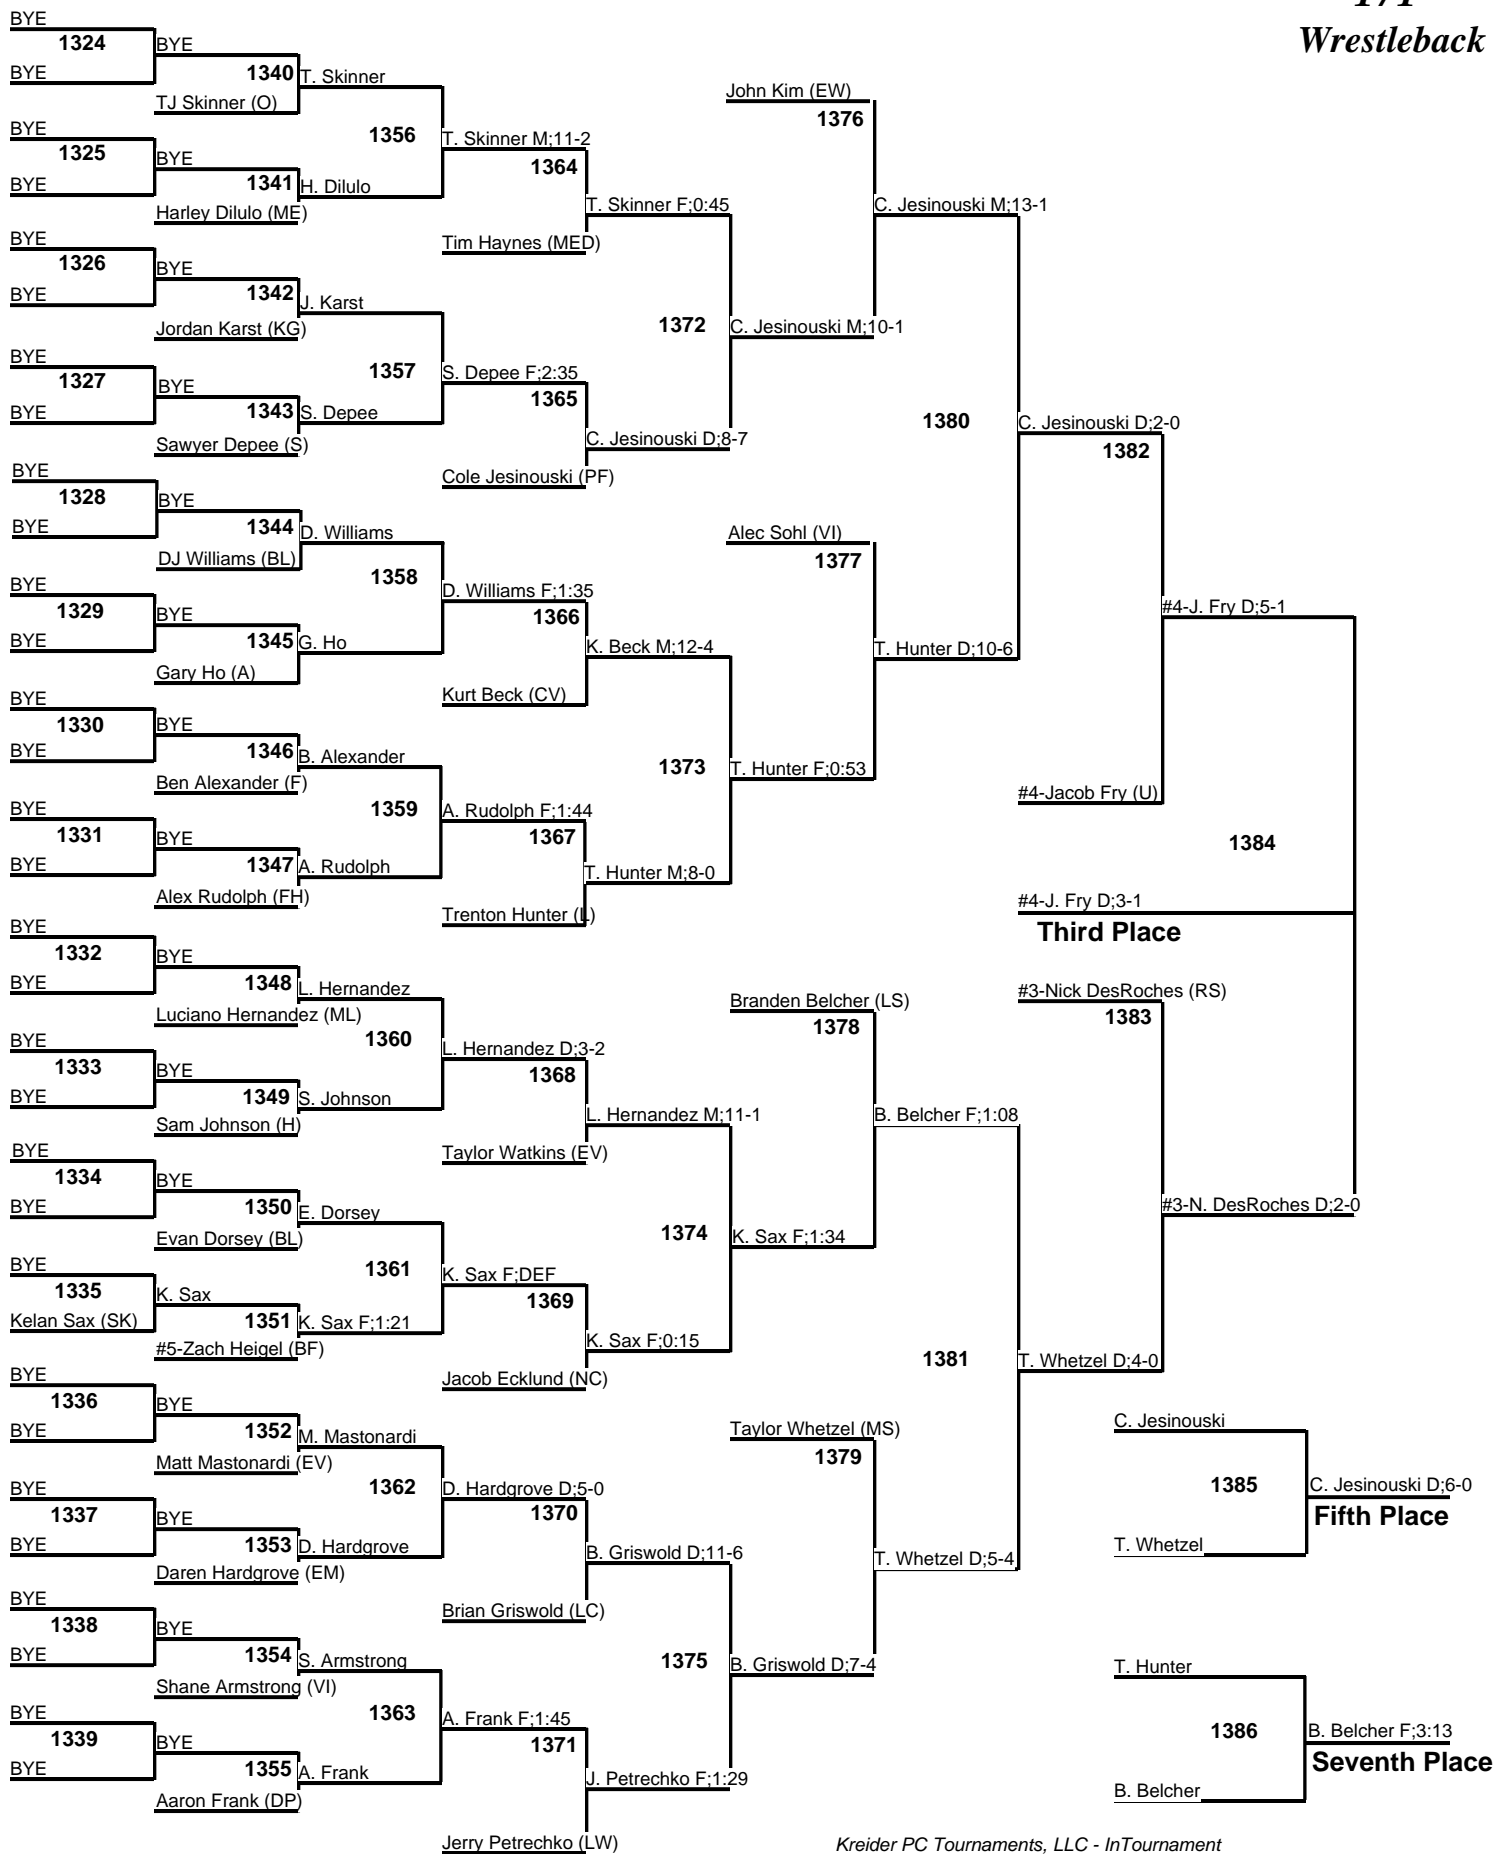 Wrestleback
BYE
1324
BYE
BYE
1340
T. Skinner
TJ Skinner (O)
BYE
1325
BYE
BYE
1341
H. Dilulo
Harley Dilulo (ME)
1356
T. Skinner M;11-2
1364
Tim Haynes (MED)
T. Skinner F;0:45
BYE
1326
BYE
BYE
1342
J. Karst
Jordan Karst (KG)
BYE
1327
BYE
BYE
1343
S. Depee
Sawyer Depee (S)
1357
S. Depee F;2:35
1365
C. Jesinouski D;8-7
Cole Jesinouski (PF)
1372
C. Jesinouski M;10-1
John Kim (EW)
1376
C. Jesinouski M;13-1
BYE
1328
BYE
BYE
1344
D. Williams
DJ Williams (BL)
BYE
1329
BYE
BYE
1345
G. Ho
Gary Ho (A)
1358
D. Williams F;1:35
1366
K. Beck M;12-4
Kurt Beck (CV)
BYE
1330
BYE
BYE
1346
B. Alexander
Ben Alexander (F)
BYE
1331
BYE
BYE
1347
A. Rudolph
Alex Rudolph (FH)
1359
A. Rudolph F;1:44
1367
T. Hunter M;8-0
Trenton Hunter (L)
1373
T. Hunter F;0:53
Alec Sohl (VI)
1377
T. Hunter D;10-6
1380
C. Jesinouski D;2-0
1382
#4-Jacob Fry (U)
#4-J. Fry D;5-1
1384
#4-J. Fry D;3-1
Third Place
BYE
1332
BYE
BYE
1348
L. Hernandez
Luciano Hernandez (ML)
BYE
1333
BYE
BYE
1349
S. Johnson
Sam Johnson (H)
1360
L. Hernandez D;3-2
1368
L. Hernandez M;11-1
Taylor Watkins (EV)
BYE
1334
BYE
BYE
1350
E. Dorsey
Evan Dorsey (BL)
BYE
1335
Kelan Sax (SK)
K. Sax
1351
K. Sax F;1:21
#5-Zach Heigel (BF)
1361
K. Sax F;DEF
1369
K. Sax F;0:15
Jacob Ecklund (NC)
1374
K. Sax F;1:34
Branden Belcher (LS)
1378
B. Belcher F;1:08
BYE
1336
BYE
BYE
1352
M. Mastonardi
Matt Mastonardi (EV)
BYE
1337
BYE
BYE
1353
D. Hardgrove
Daren Hardgrove (EM)
1362
D. Hardgrove D;5-0
1370
B. Griswold D;11-6
Brian Griswold (LC)
BYE
1338
BYE
BYE
1354
S. Armstrong
Shane Armstrong (VI)
BYE
1339
BYE
BYE
1355
A. Frank
Aaron Frank (DP)
1363
A. Frank F;1:45
1371
J. Petrechko F;1:29
Jerry Petrechko (LW)
1375
B. Griswold D;7-4
Taylor Whetzel (MS)
1379
T. Whetzel D;5-4
1381
T. Whetzel D;4-0
#3-Nick DesRoches (RS)
1383
#3-N. DesRoches D;2-0
C. Jesinouski
1385
T. Whetzel
C. Jesinouski D;6-0
Fifth Place
T. Hunter
1386
B. Belcher
B. Belcher F;3:13
Seventh Place
Kreider PC Tournaments, LLC - InTournament